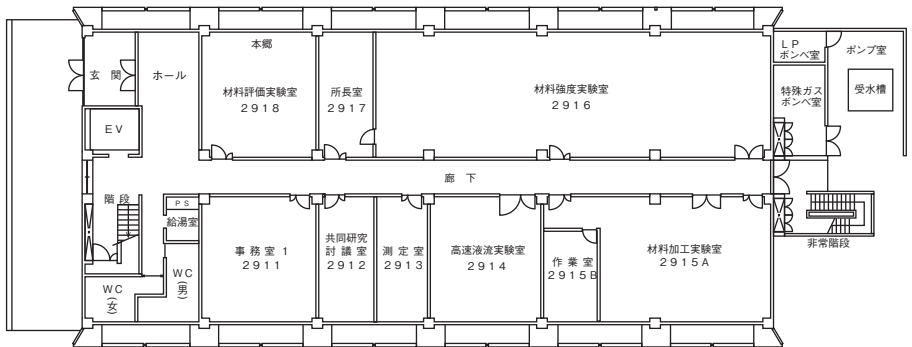 本郷
玄 関
ホール
材料評価実験室
2918
所長室
2917
材料強度実験室
2916
LP
ボンベ室
ポンプ室
特殊ガス
ボンベ室
受水槽
EV
廊 下
階 段
PS
給湯室
事 務 室 1
2911
共同研究
討議室
2912
測 定 室
2913
高速液流実験室
2914
作 業 室
2915B
材料加工実験室
2915A
非常階段
WC
(女)
WC
(男)